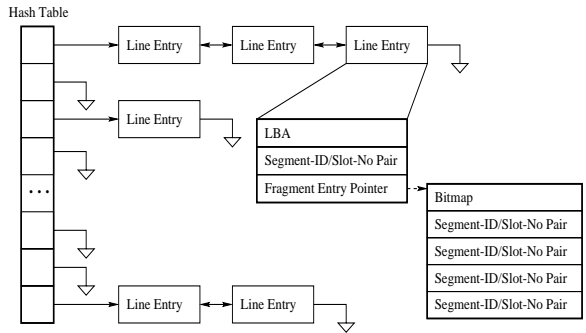 Hash Table
Line Entry
Line Entry
Line Entry
Line Entry
LBA
Segment-ID/Slot-No Pair
Fragment Entry Pointer
...
Bitmap
Segment-ID/Slot-No Pair
Segment-ID/Slot-No Pair
Segment-ID/Slot-No Pair
Segment-ID/Slot-No Pair
Line Entry
Line Entry